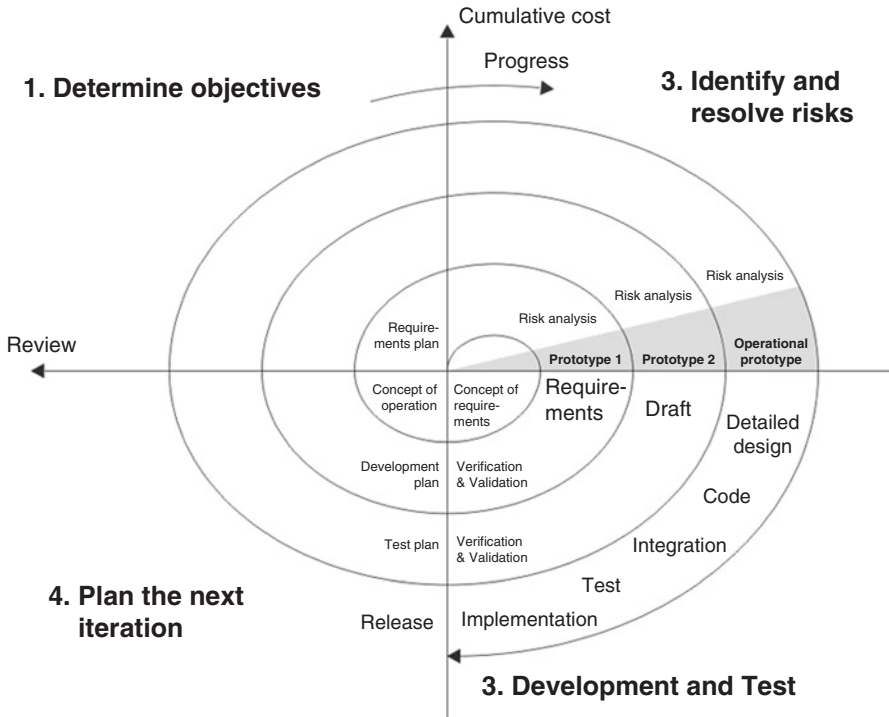 Cumulative cost
Progress
1. Determine objectives
3. Identify and
resolve risks
Risk analysis
Risk analysis
Risk analysis
Require-
ments plan
Review
Prototype 1
Prototype 2
Operational
prototype
Concept of
operation
Concept of
require-
ments
Require-
ments
Draft
Detailed
design
Development
plan
Verification
& Validation
Code
Test plan
Verification
& Validation
Integration
Test
4. Plan the next
iteration
Release
Implementation
3. Development and Test